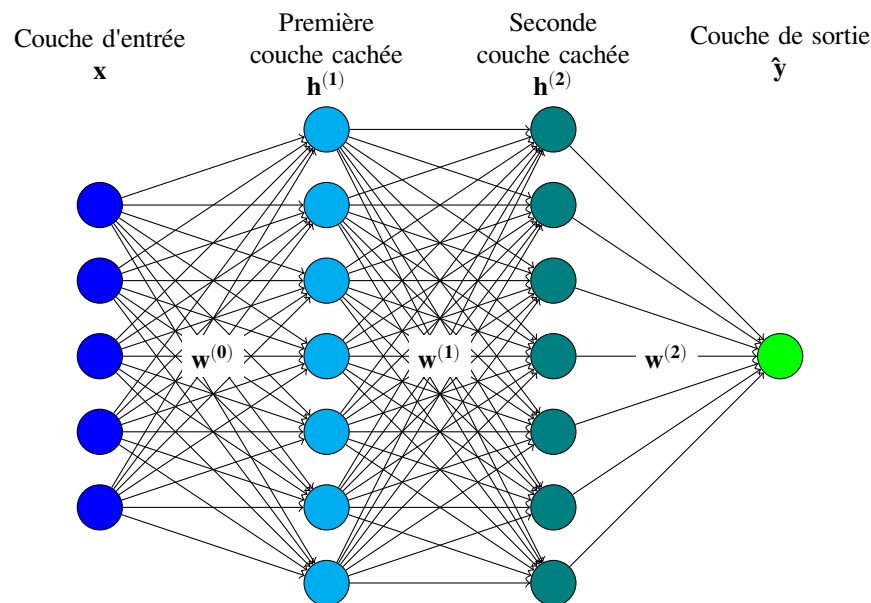 Couche d'entrée
x
Première
couche cachée
h(1)
Seconde
couche cachée
h(2)
Couche de sortie
ŷ
w(0)
w(1)
w(2)